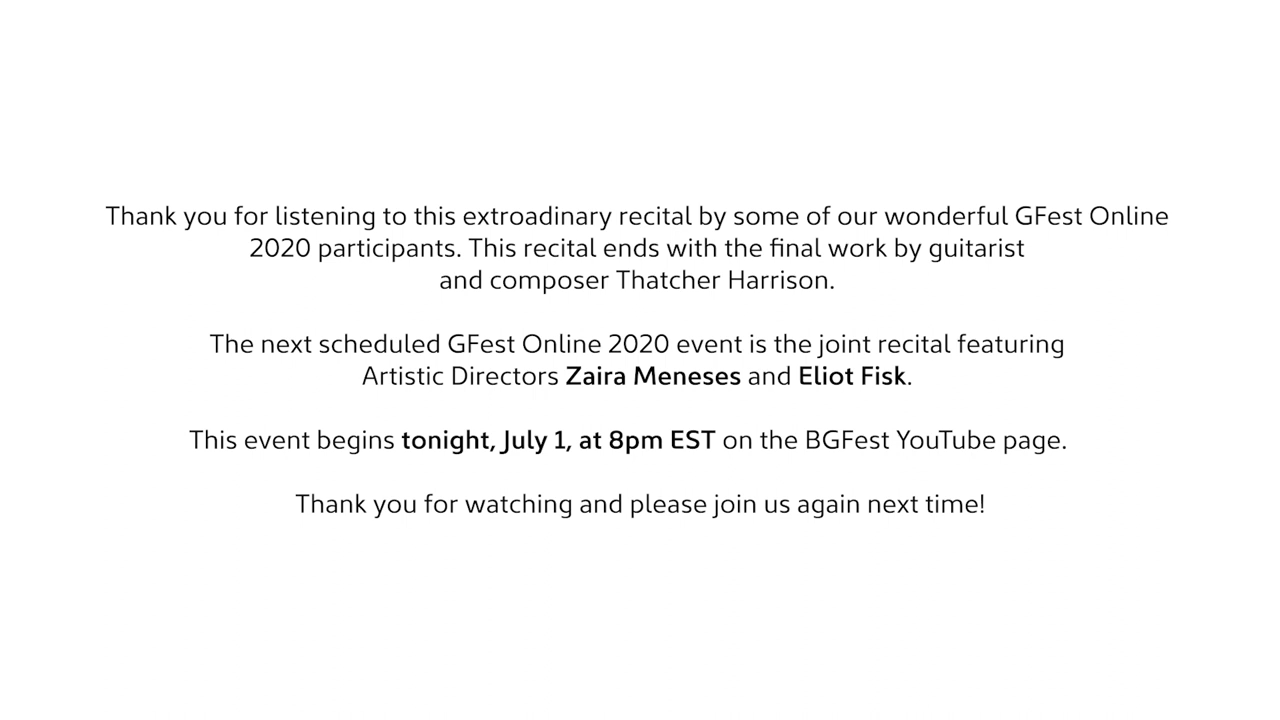 Thank you for listening to this extroadinary recital by some of our wonderful GFest Online
2020 participants. This recital ends with the final work by guitarist
and composer Thatcher Harrison.
The next scheduled GFest Online 2020 event is the joint recital featuring
Artistic Directors Zaira Meneses and Eliot Fisk.
This event begins tonight, July 1, at 8pm EST on the BGFest YouTube page.
Thank you for watching and please join us again next time!